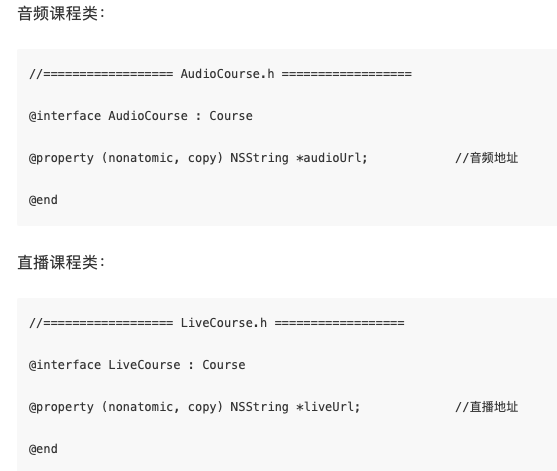 音频课程类：
//================== AudioCourse.h ==================
@interface AudioCourse : Course
@property (nonatomic, copy) NSString *audioUrl;            //音频地址
@end
直播课程类：
//================== LiveCourse.h ==================
@interface LiveCourse : Course
@property (nonatomic, copy) NSString *liveUrl;             //直播地址
@end